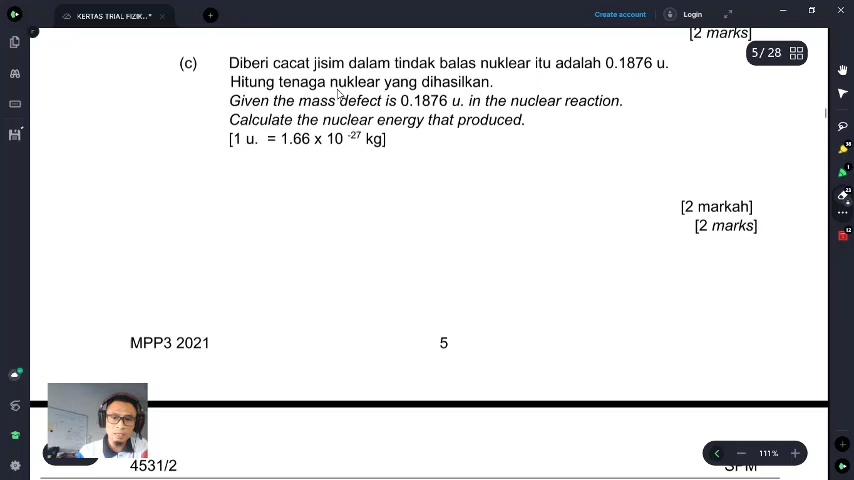 KERTAS TRIAL FIZIK..*
Create account
Login
[2 marks]
5 / 28
(c) Diberi cacat jisim dalam tindak balas nuklear itu adalah 0.1876 u.
Hitung tenaga nuklear yang dihasilkan.
Given the mass defect is 0.1876 u. in the nuclear reaction.
Calculate the nuclear energy that produced.
[1 u. = 1.66 x 10 -27 kg]
[2 markah]
[2 marks]
MPP3 2021
5
4531/2
SPM
111%